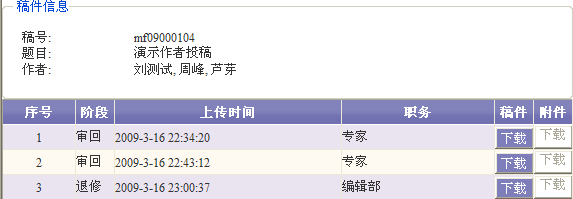 稿件信息
稿号: mf09000104
题目: 演示作者投稿
作者: 刘测试, 周峰, 芦芽
序号 阶段 上传时间 职务 稿件 附件
1 审回 2009-3-16 22:34:20 专家 下载 下载
2 审回 2009-3-16 22:43:12 专家 下载 下载
3 退修 2009-3-16 23:00:37 编辑部 下载 下载